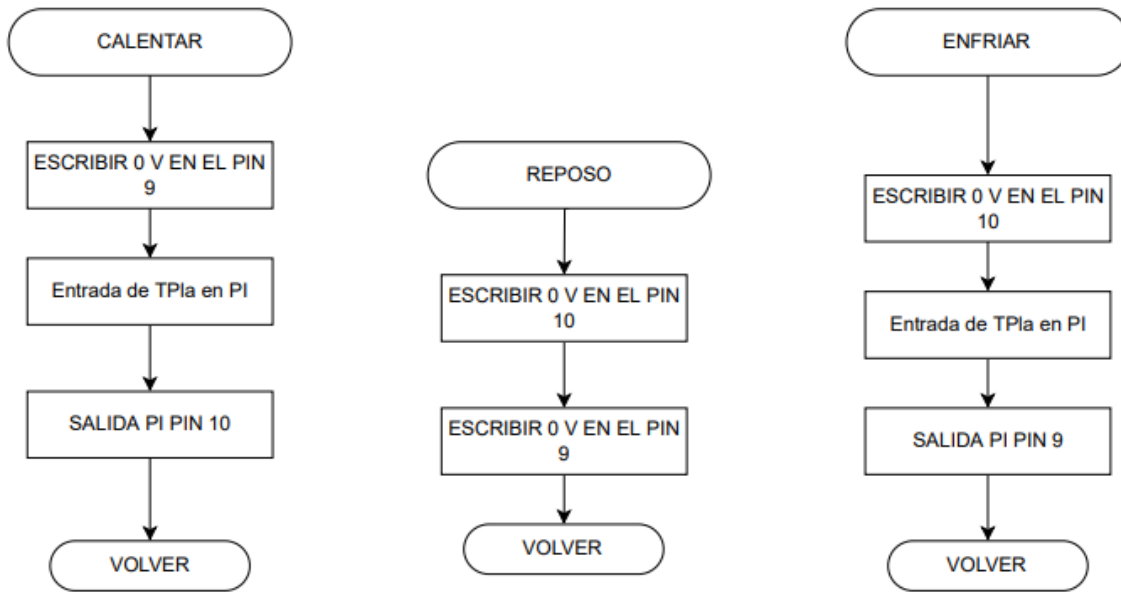 CALENTAR
ESCRIBIR 0 V EN EL PIN
9
Entrada de TPla en PI
SALIDA PI PIN 10
VOLVER
REPOSO
ESCRIBIR 0 V EN EL PIN
10
ESCRIBIR 0 V EN EL PIN
9
VOLVER
ENFRIAR
ESCRIBIR 0 V EN EL PIN
10
Entrada de TPla en PI
SALIDA PI PIN 9
VOLVER